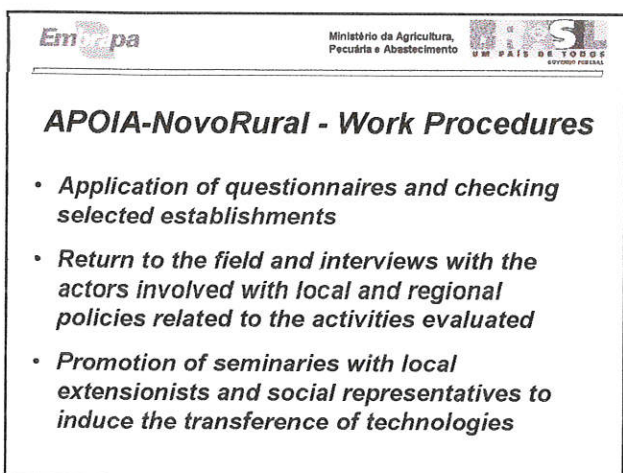 Embrapa
Ministério da Agricultura,
Pecuária e Abastecimento
BRASIL
UM PAÍS DE TODOS
GOVERNO FEDERAL
APOIA-NovoRural - Work Procedures
• Application of questionnaires and checking
selected establishments
• Return to the field and interviews with the
actors involved with local and regional
policies related to the activities evaluated
• Promotion of seminaries with local
extensionists and social representatives to
induce the transference of technologies